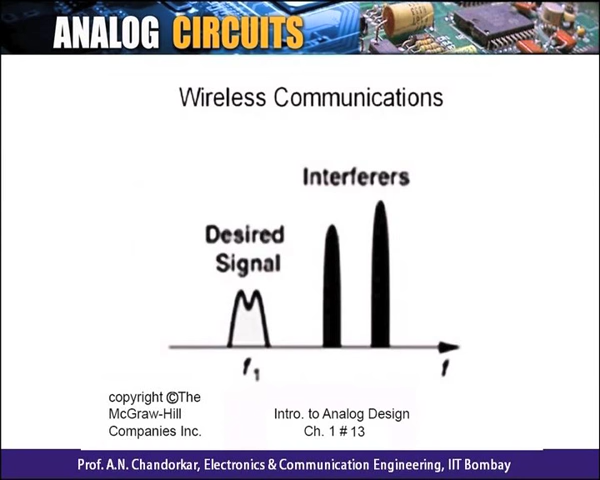 ANALOG CIRCUITS
Wireless Communications
Interferers
Desired
Signal
f1
f
copyright ©The
McGraw-Hill
Companies Inc.
Intro. to Analog Design
Ch. 1 # 13
Prof. A.N. Chandorkar, Electronics & Communication Engineering, IIT Bombay